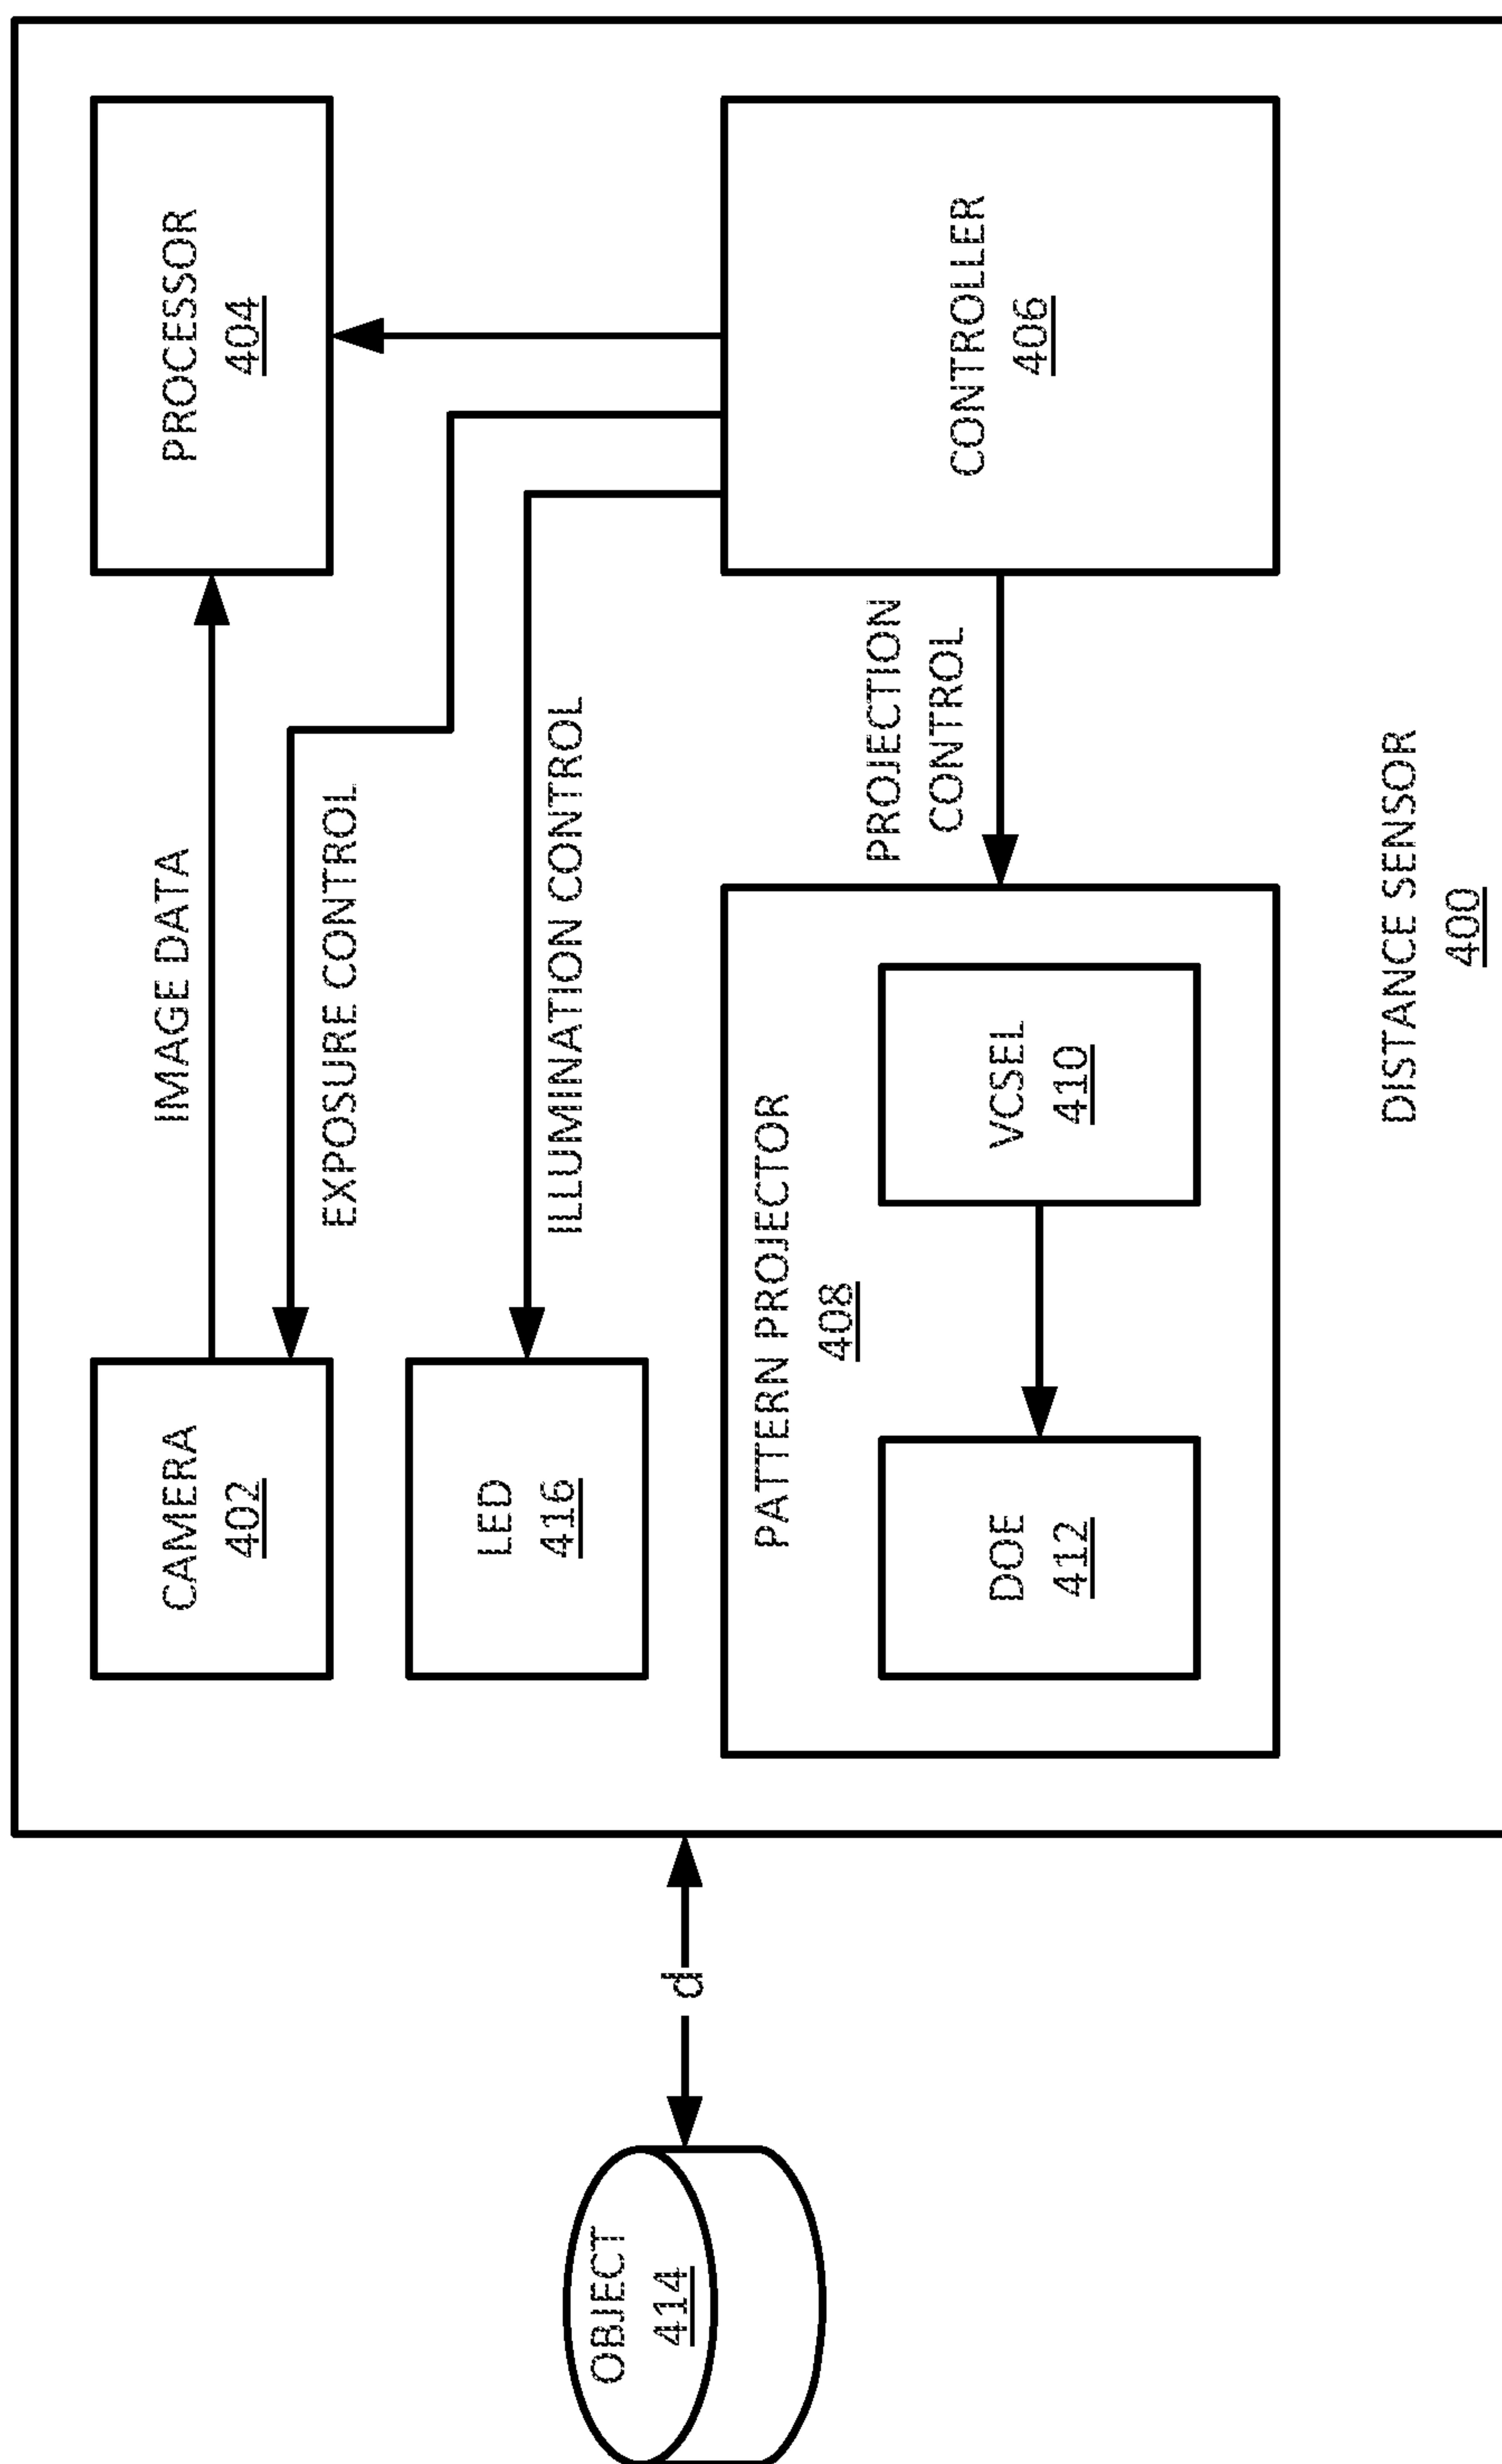 CAMERA
402
IMAGE DATA
PROCESSOR
404
EXPOSURE CONTROL
LED
416
ILLUMINATION CONTROL
OBJECT
414
d
PATTERN PROJECTOR
408
DOE
412
VCSEL
410
PROJECTION
CONTROL
CONTROLLER
406
DISTANCE SENSOR
400